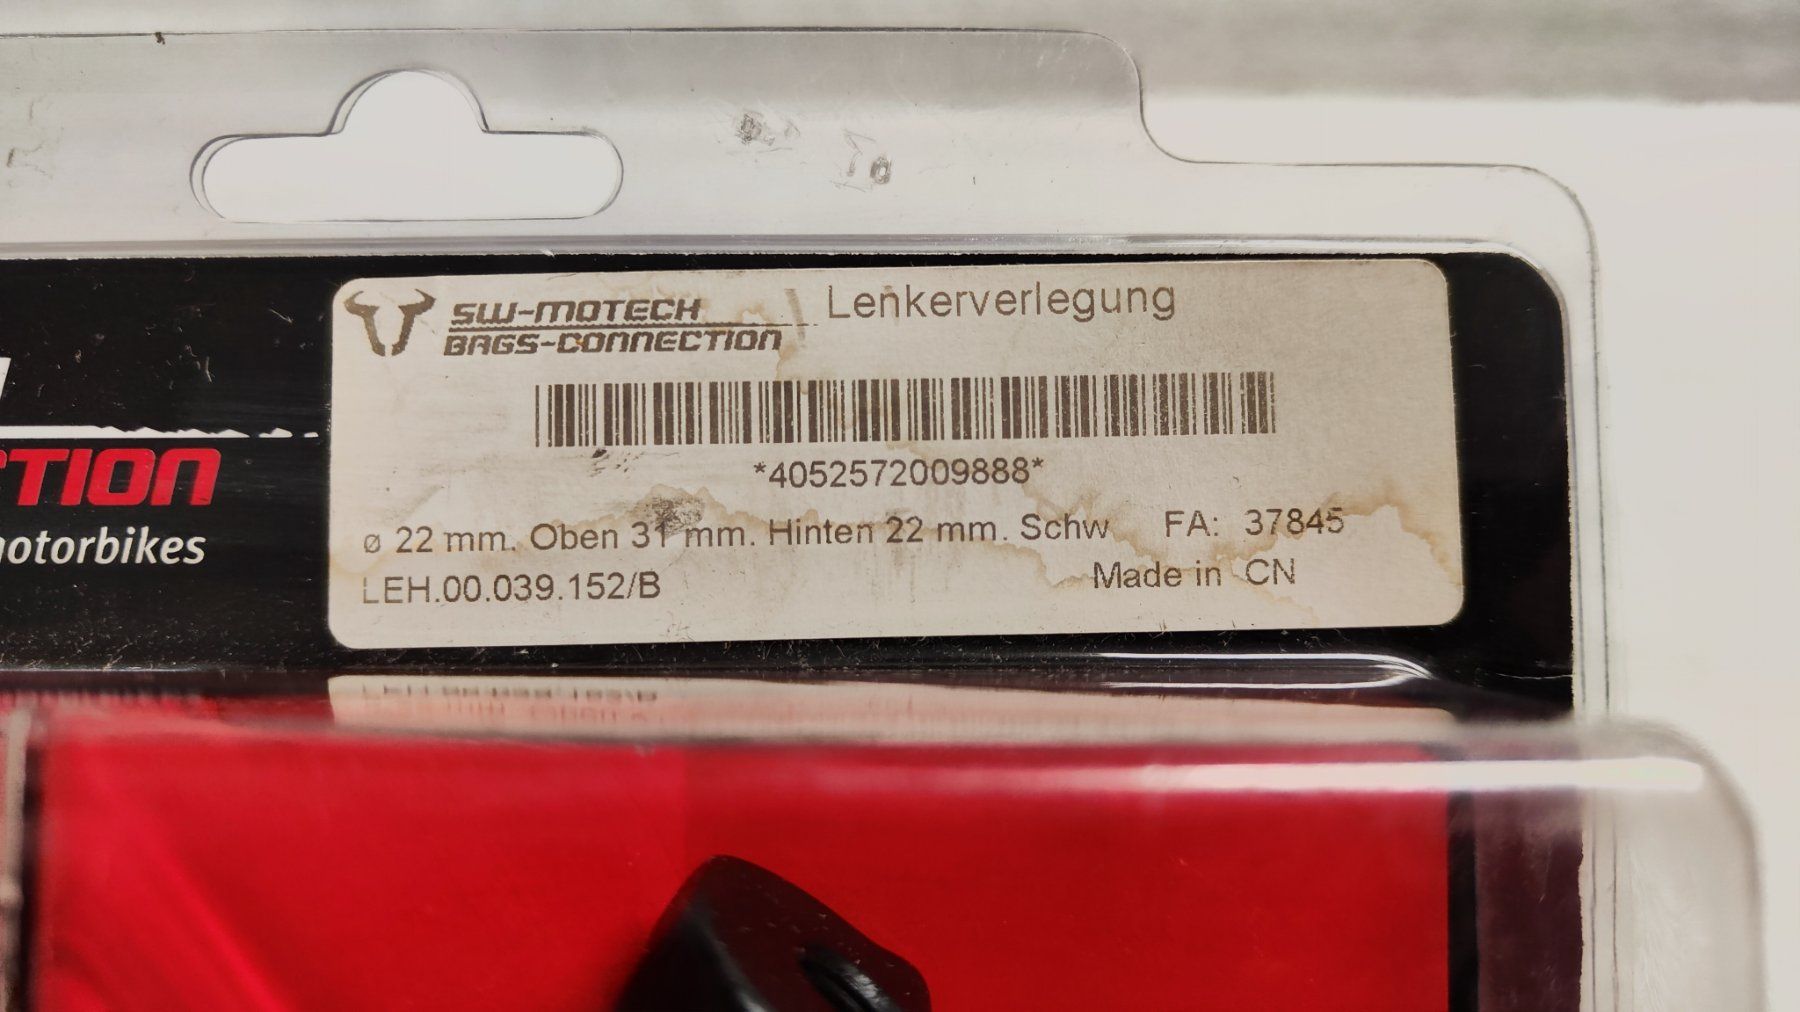 SW-MOTECH
BAGS-CONNECTION
Lenkerverlegung
*4052572009888*
ø 22 mm. Oben 31 mm. Hinten 22 mm. Schw
FA: 37845
LEH.00.039.152/B
Made in CN
CTION
motorbikes